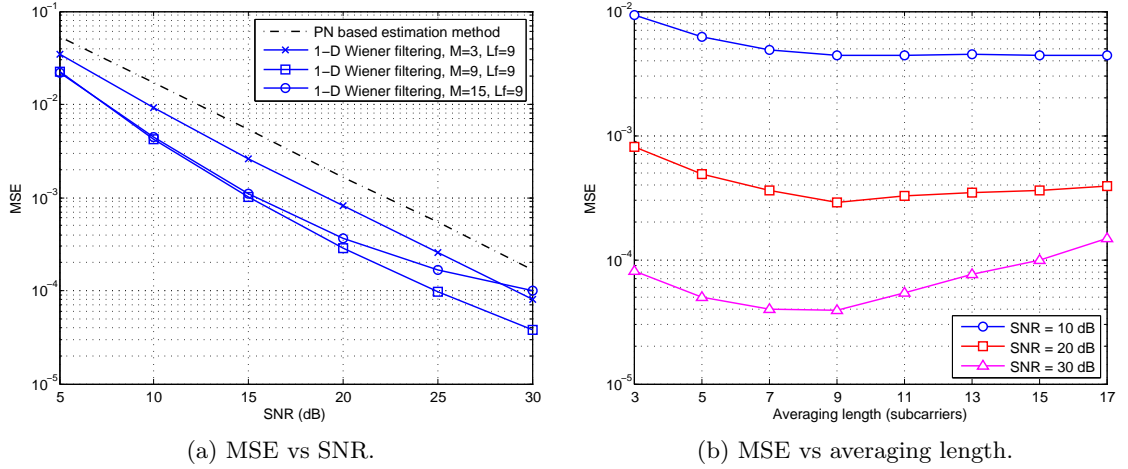 PN based estimation method
1−D Wiener filtering, M=3, Lf=9
1−D Wiener filtering, M=9, Lf=9
1−D Wiener filtering, M=15, Lf=9
10^−1
10^−2
10^−3
10^−4
10^−5
MSE
5 10 15 20 25 30
SNR (dB)
(a) MSE vs SNR.
10^−2
10^−3
10^−4
10^−5
MSE
SNR = 10 dB
SNR = 20 dB
SNR = 30 dB
3 5 7 9 11 13 15 17
Averaging length (subcarriers)
(b) MSE vs averaging length.